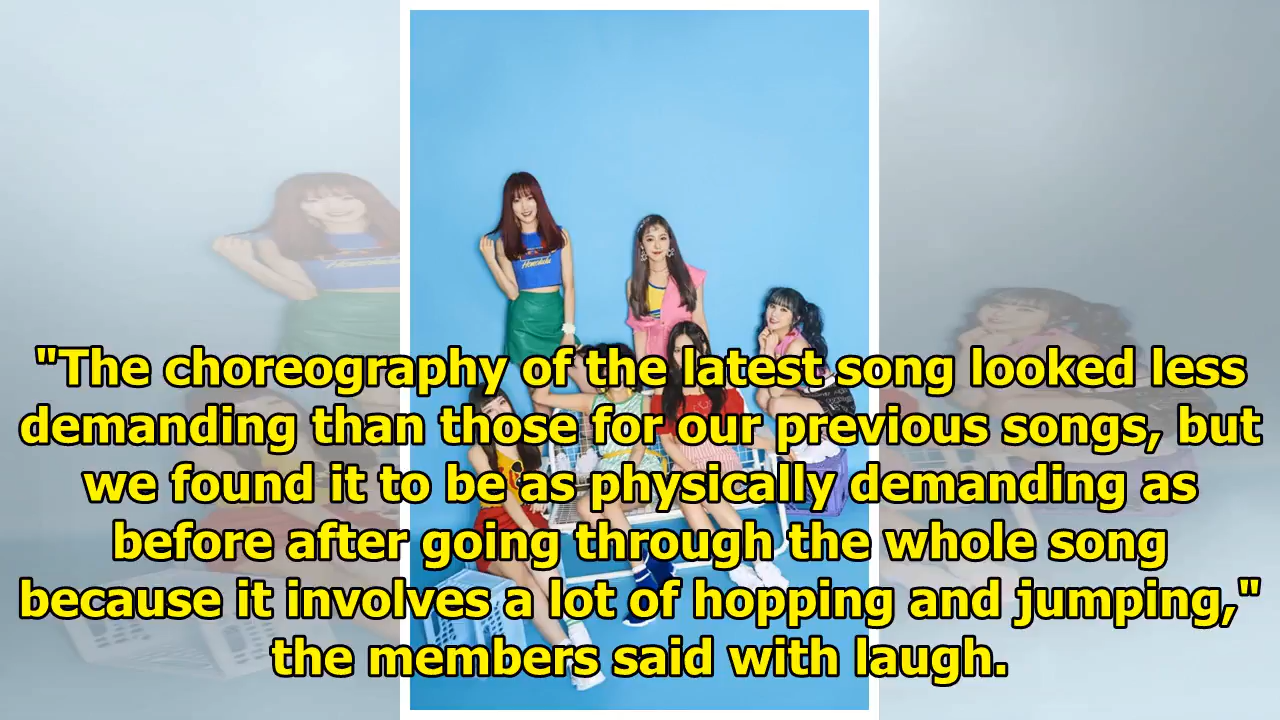 Honolulu
"The choreography of the latest song looked less
demanding than those for our previous songs, but
we found it to be as physically demanding as
before after going through the whole song
because it involves a lot of hopping and jumping,"
the members said with laugh.